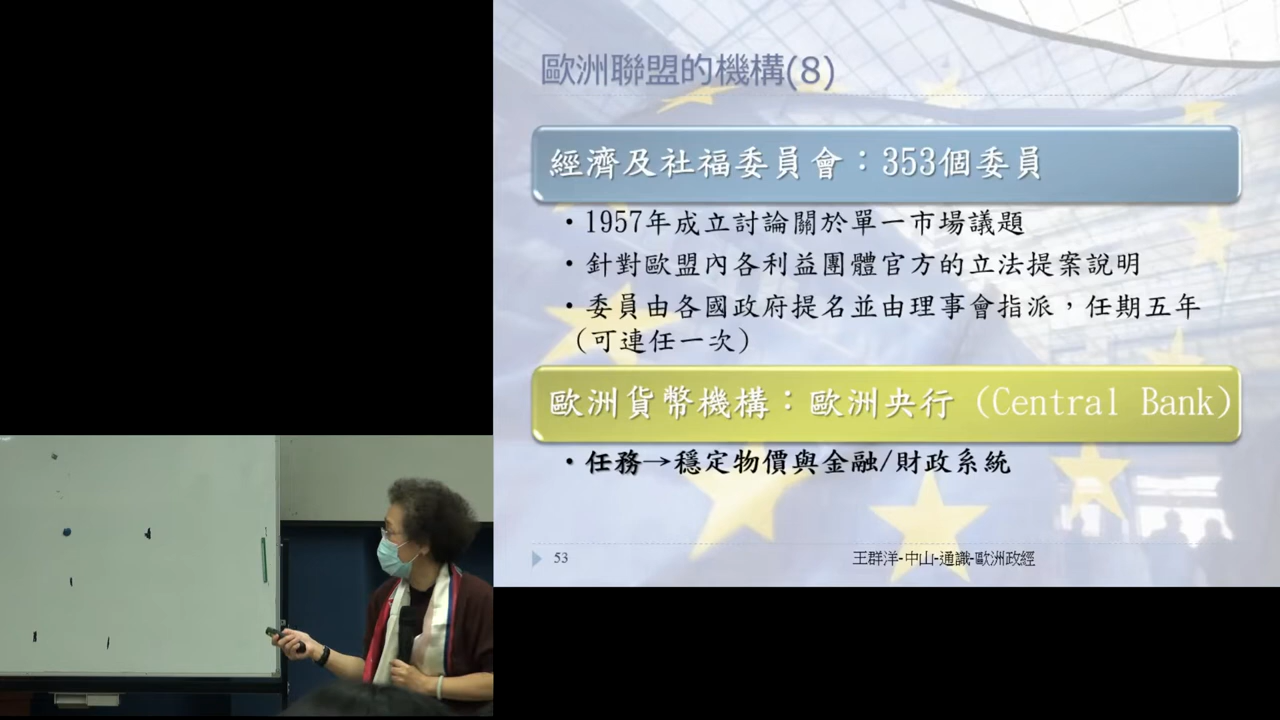 歐洲聯盟的機構(8)
經濟及社福委員會：353個委員
・1957年成立討論關於單一市場議題
・針對歐盟內各利益團體官方的立法提案說明
・委員由各國政府提名並由理事會指派，任期五年
(可連任一次)
歐洲貨幣機構：歐洲央行 (Central Bank)
・任務→穩定物價與金融/財政系統
53
王群洋-中山-通識-歐洲政經